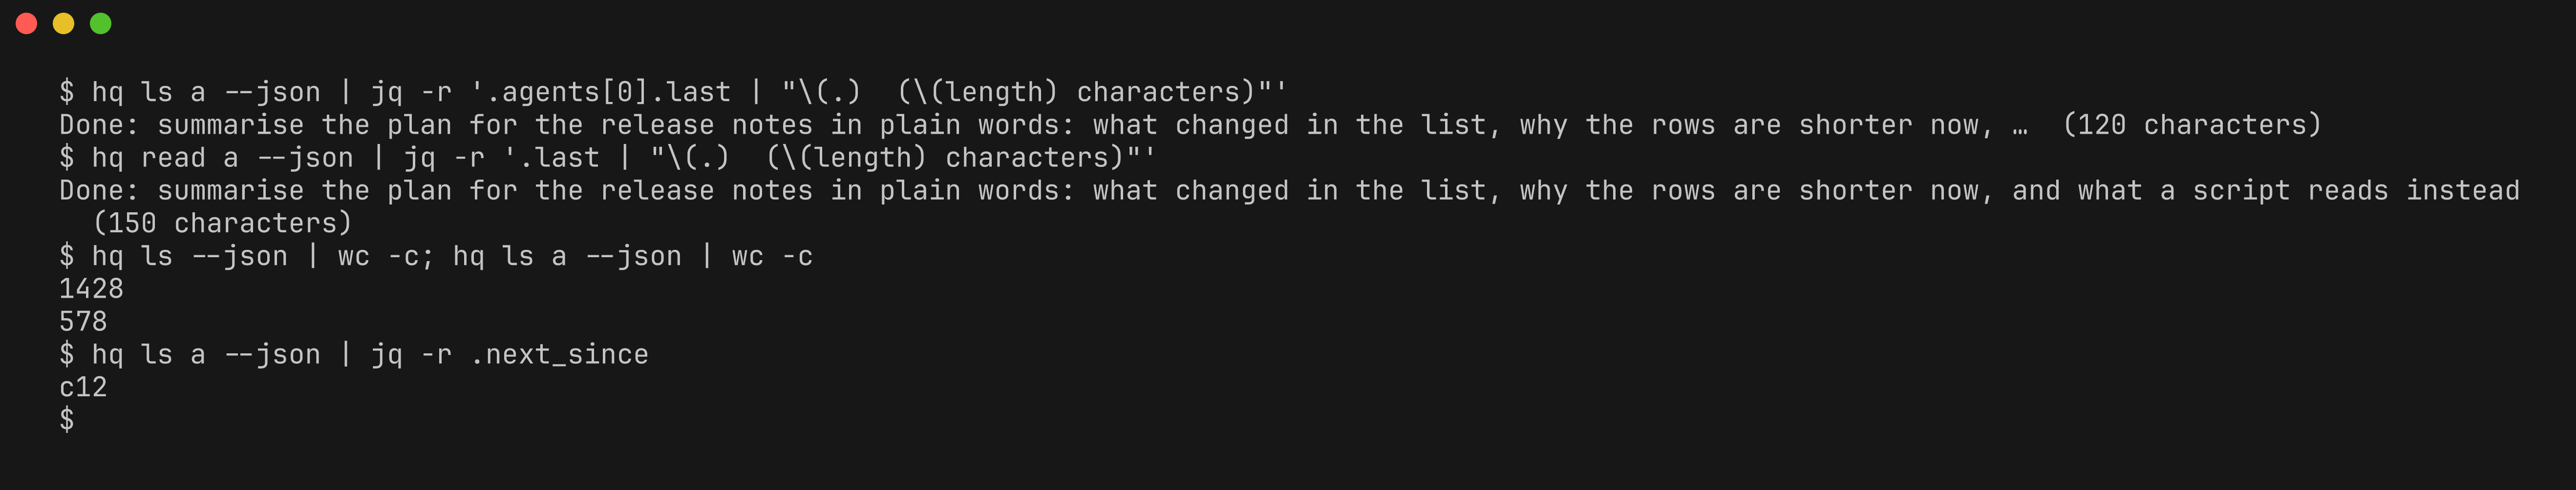 $ hq ls a --json | jq -r '.agents[0].last | "\(.)  (\(length) characters)"'
Done: summarise the plan for the release notes in plain words: what changed in the list, why the rows are shorter now, …  (120 characters)
$ hq read a --json | jq -r '.last | "\(.)  (\(length) characters)"'
Done: summarise the plan for the release notes in plain words: what changed in the list, why the rows are shorter now, and what a script reads instead
  (150 characters)
$ hq ls --json | wc -c; hq ls a --json | wc -c
1428
578
$ hq ls a --json | jq -r .next_since
c12
$